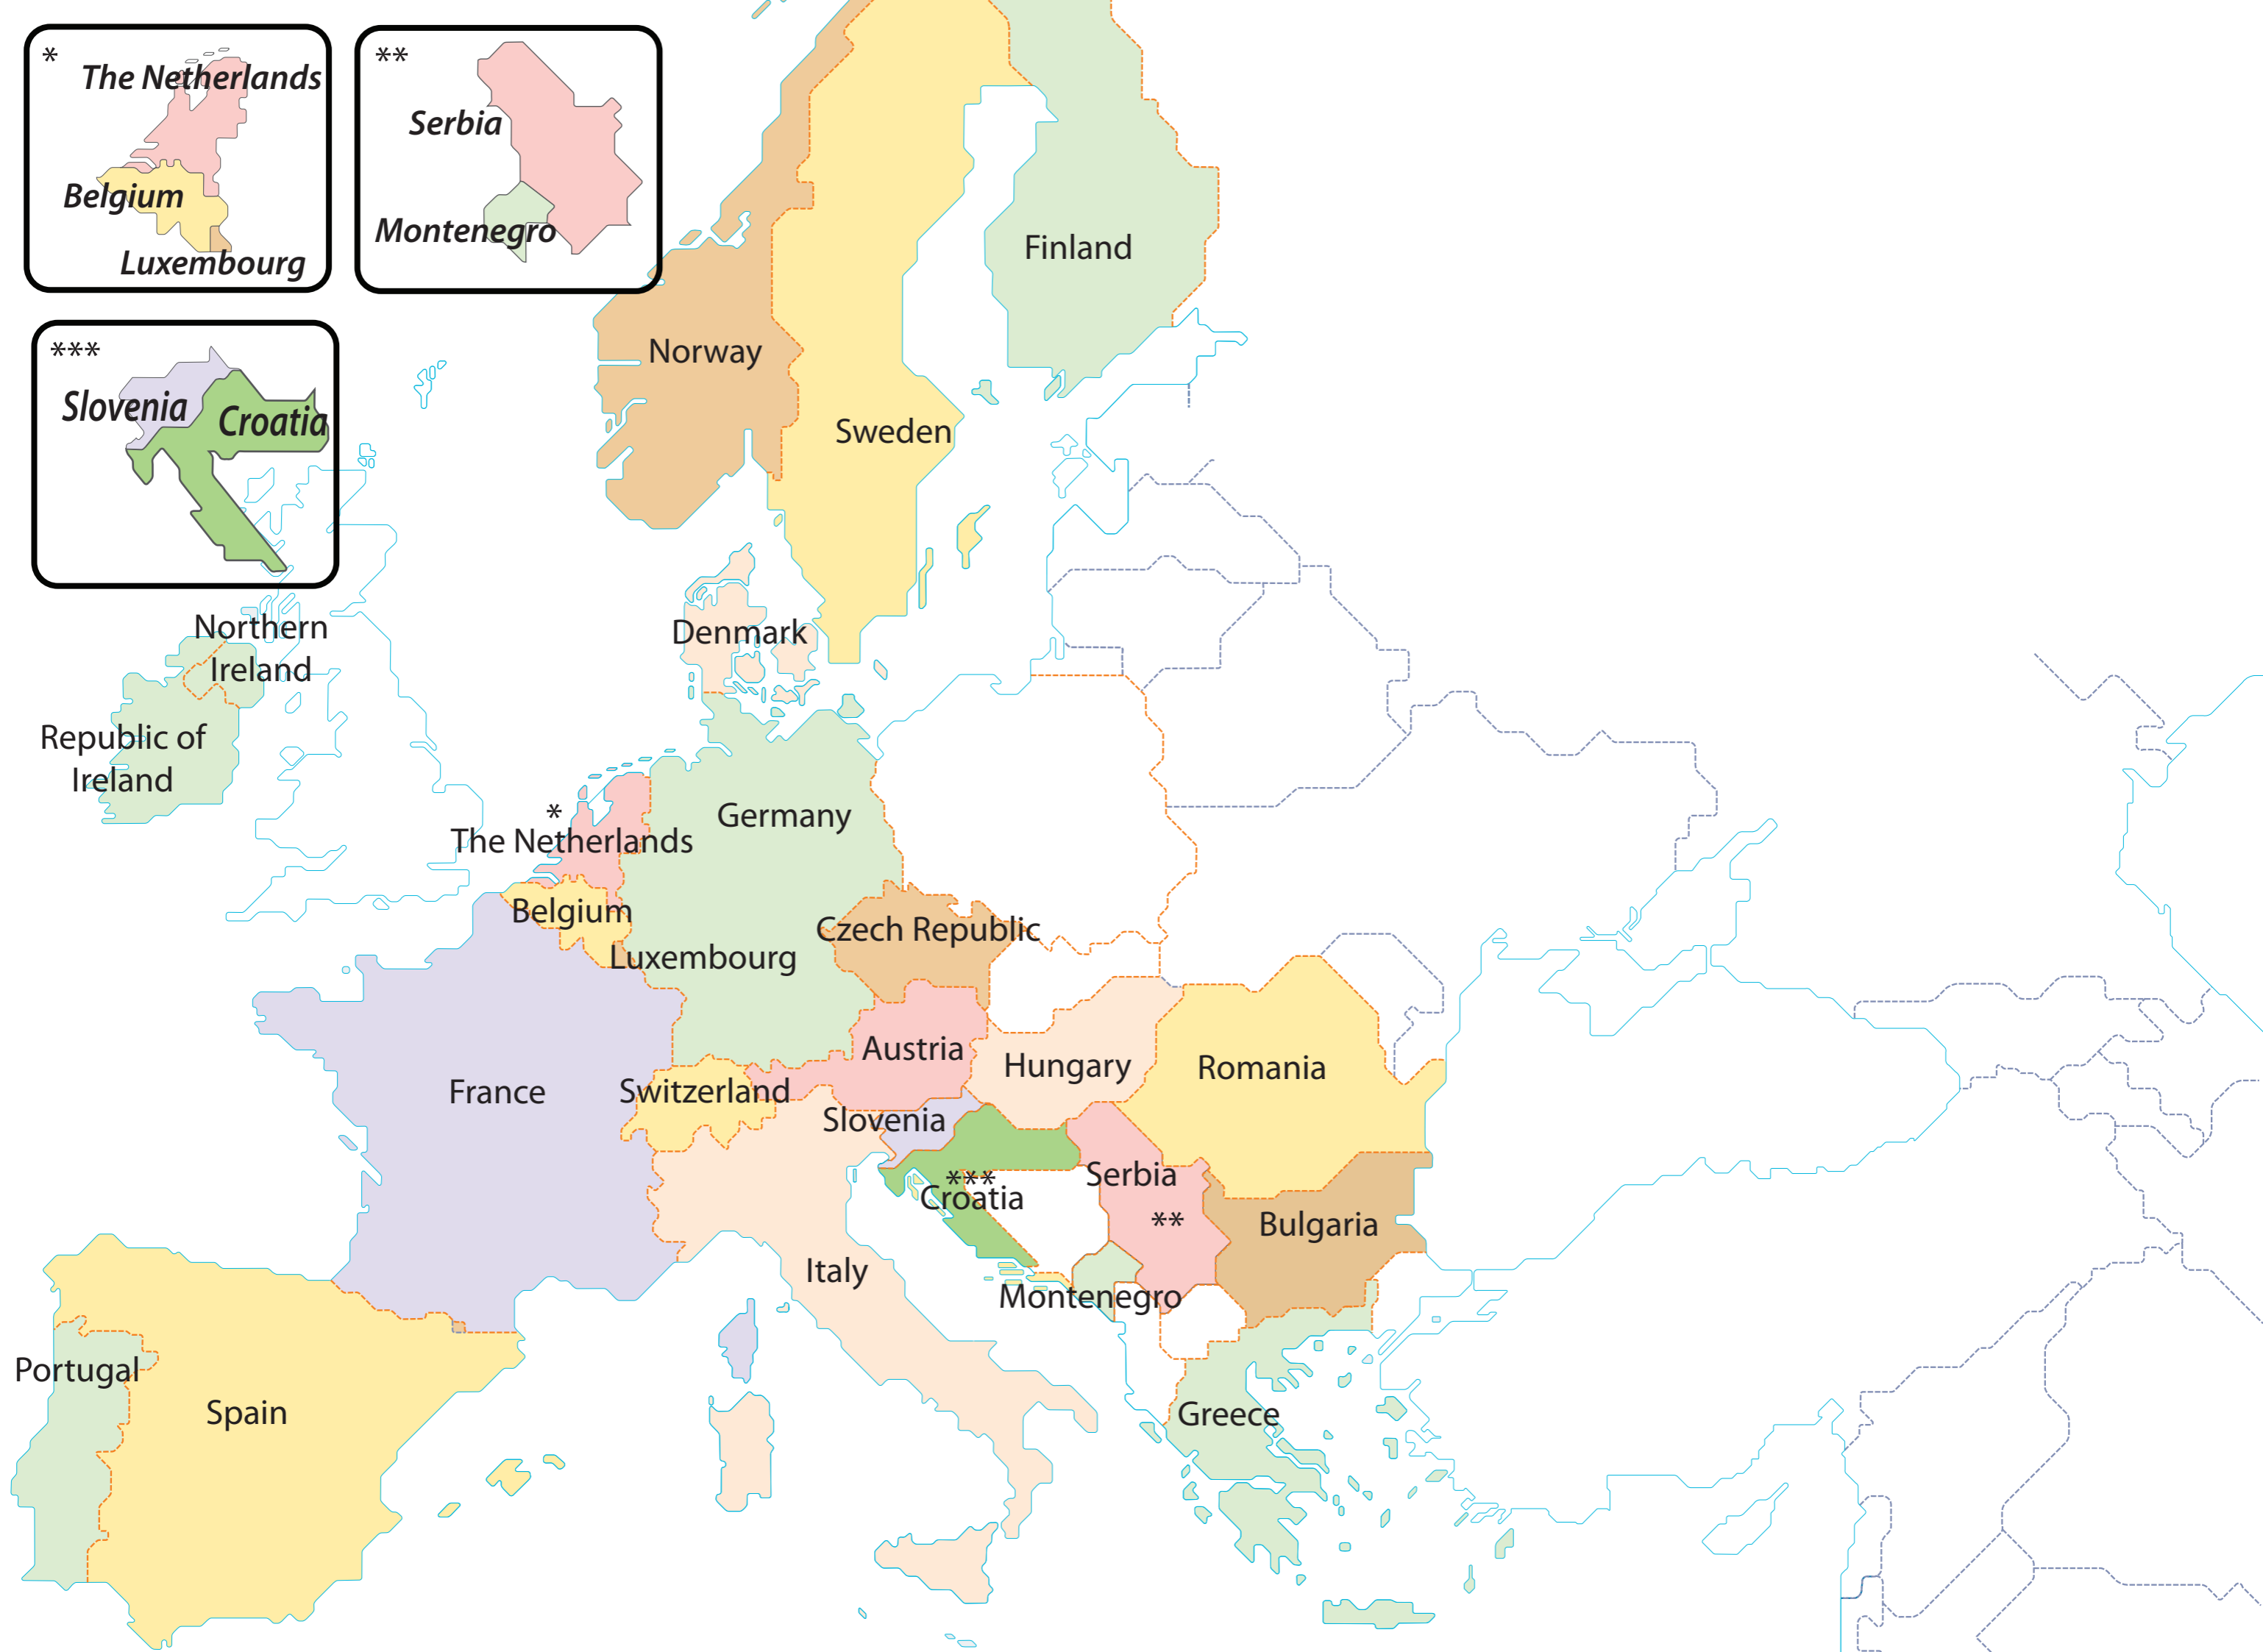 *
The Netherlands
Belgium
Luxembourg
**
Serbia
Montenegro
***
Slovenia
Croatia
Finland
Norway
Sweden
Denmark
Northern
Ireland
Republic of
Ireland
Germany
*
The Netherlands
Belgium
Luxembourg
Czech Republic
Austria
Hungary
Romania
France
Switzerland
Slovenia
***
Croatia
Serbia
**
Bulgaria
Italy
Montenegro
Portugal
Spain
Greece